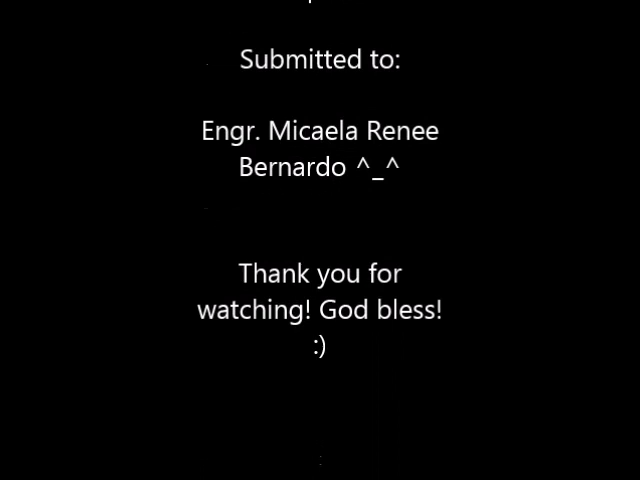 Submitted to:
Engr. Micaela Renee
Bernardo ^_^
Thank you for
watching! God bless!
:)